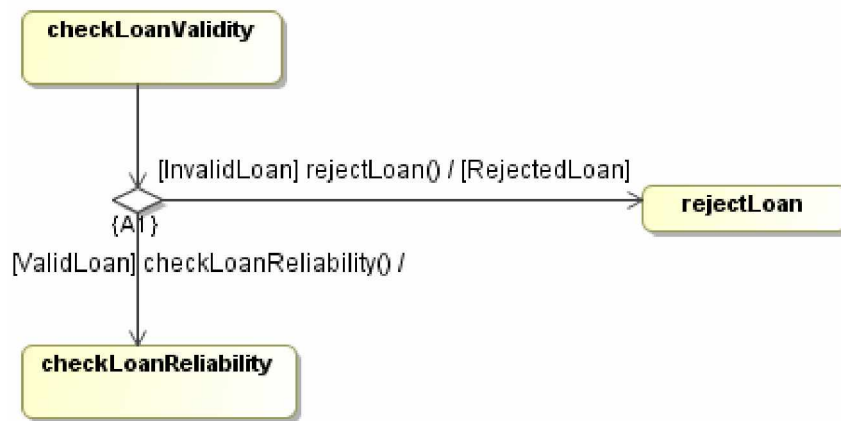 checkLoanValidity
[InvalidLoan] rejectLoan() / [RejectedLoan]
rejectLoan
{A1}
[ValidLoan] checkLoanReliability() /
checkLoanReliability